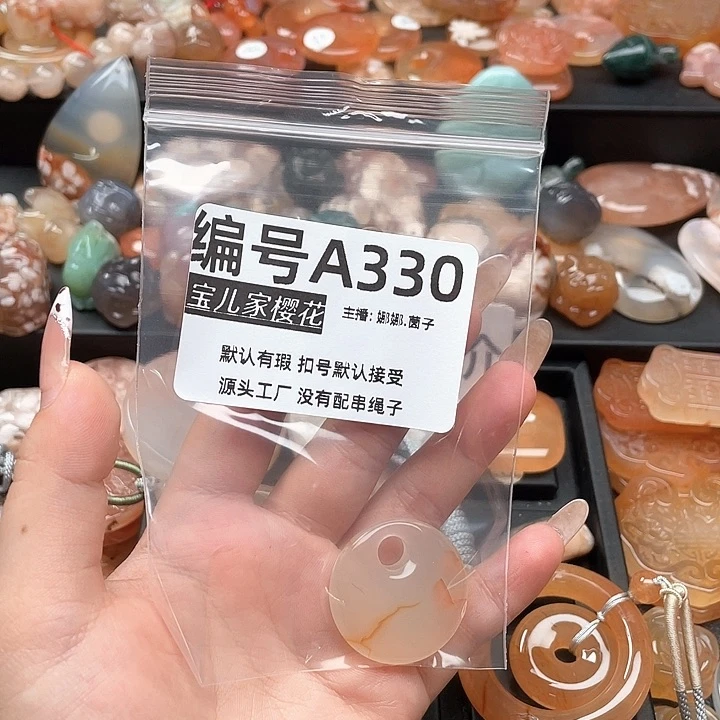 编号A330
宝儿家樱花 主播: 娜娜.茵子
默认有瑕 扣号默认接受
源头工厂 没有配串绳子